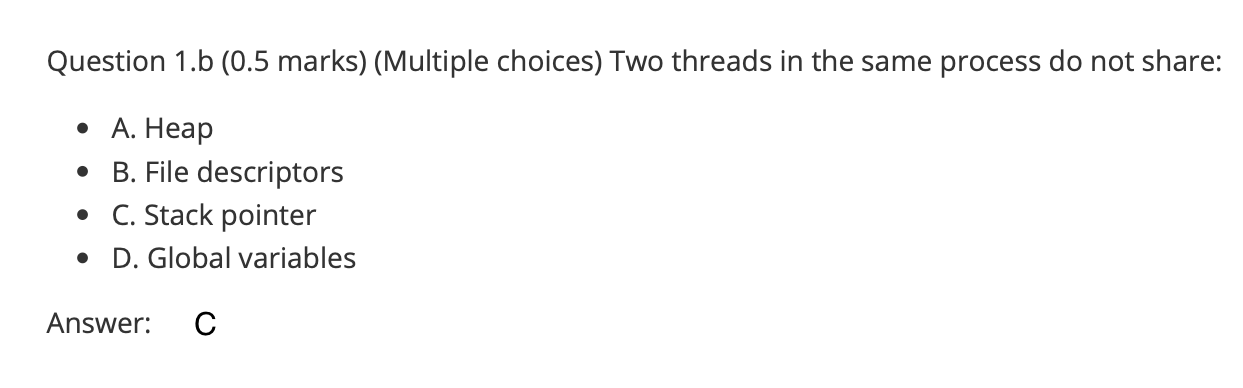 Question 1.b (0.5 marks) (Multiple choices) Two threads in the same process do not share:
• A. Heap
• B. File descriptors
• C. Stack pointer
• D. Global variables
Answer: C